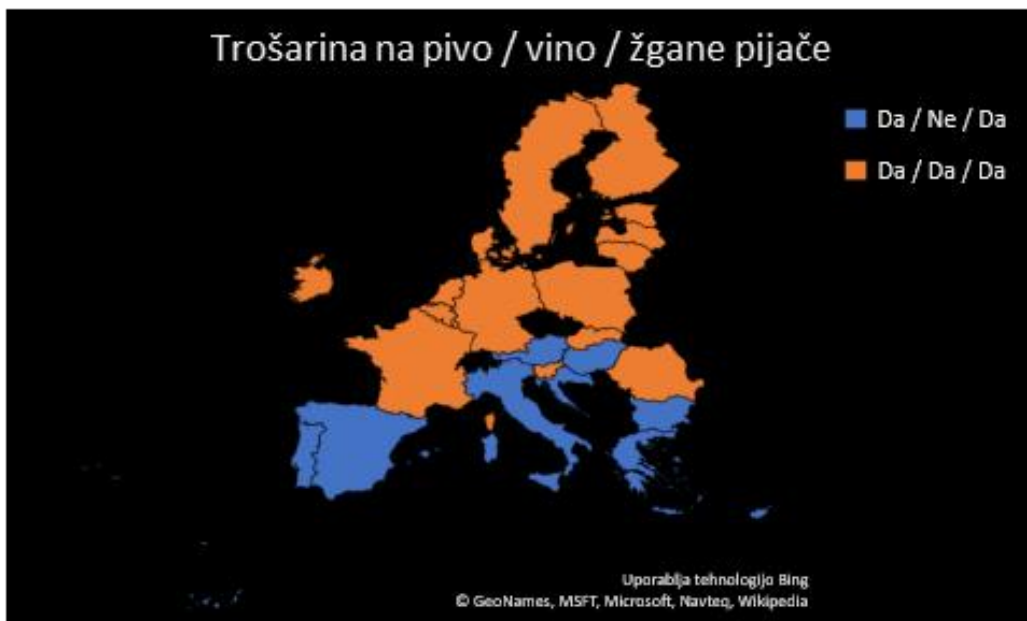 Trošarina na pivo / vino / žgane pijače
Da / Ne / Da
Da / Da / Da
Uporablja tehnologijo Bing
© GeoNames, MSFT, Microsoft, Navteq, Wikipedia